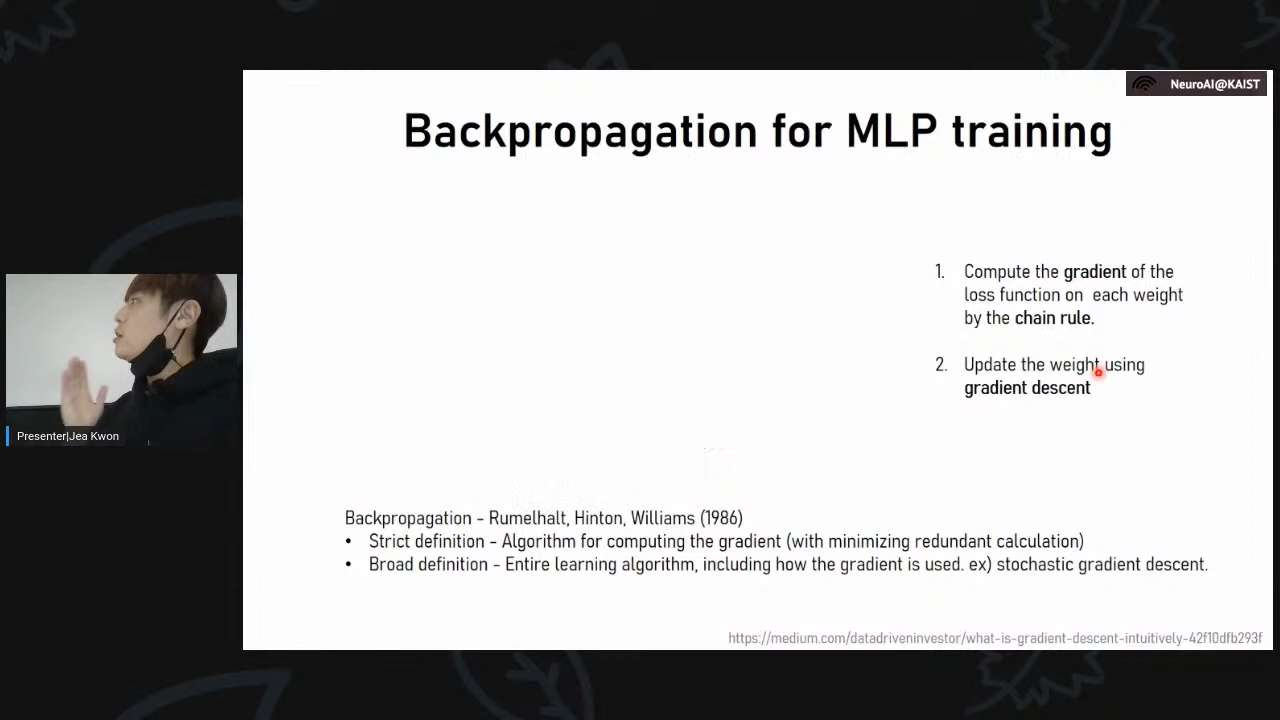 NeuroAI@KAIST
Backpropagation for MLP training
1. Compute the gradient of the
loss function on each weight
by the chain rule.
2. Update the weight using
gradient descent
Presenter|Jea Kwon
Backpropagation - Rumelhalt, Hinton, Williams (1986)
• Strict definition - Algorithm for computing the gradient (with minimizing redundant calculation)
• Broad definition - Entire learning algorithm, including how the gradient is used. ex) stochastic gradient descent.
https://medium.com/datadriveninvestor/what-is-gradient-descent-intuitively-42f10dfb293f